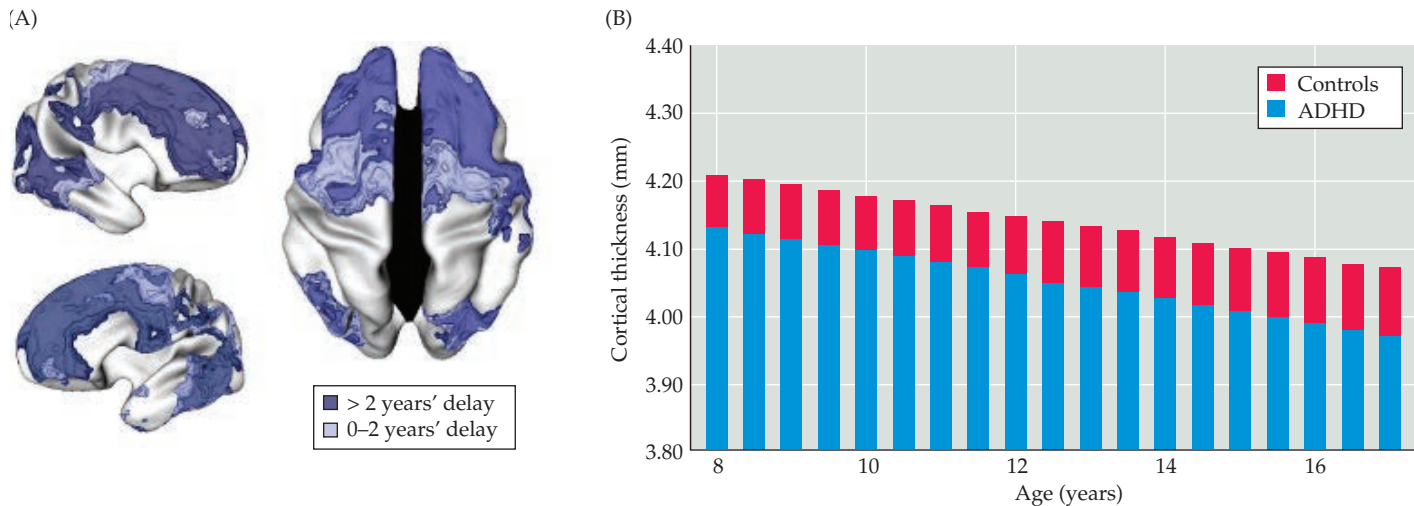 (A)
> 2 years' delay
0–2 years' delay
(B)
Cortical thickness (mm)
4.40
4.30
4.20
4.10
4.00
3.90
3.80
Controls
ADHD
8 10 12 14 16
Age (years)